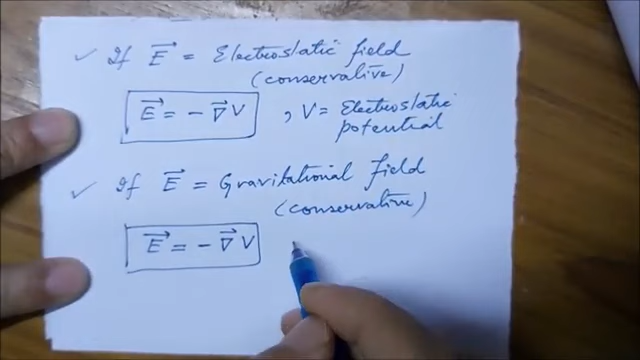 ✓ If E⃗ = Electrostatic field
(conservative)
E⃗ = - ∇⃗ V , V = Electrostatic
potential
✓ If E⃗ = Gravitational field
(conservative)
E⃗ = - ∇⃗ V